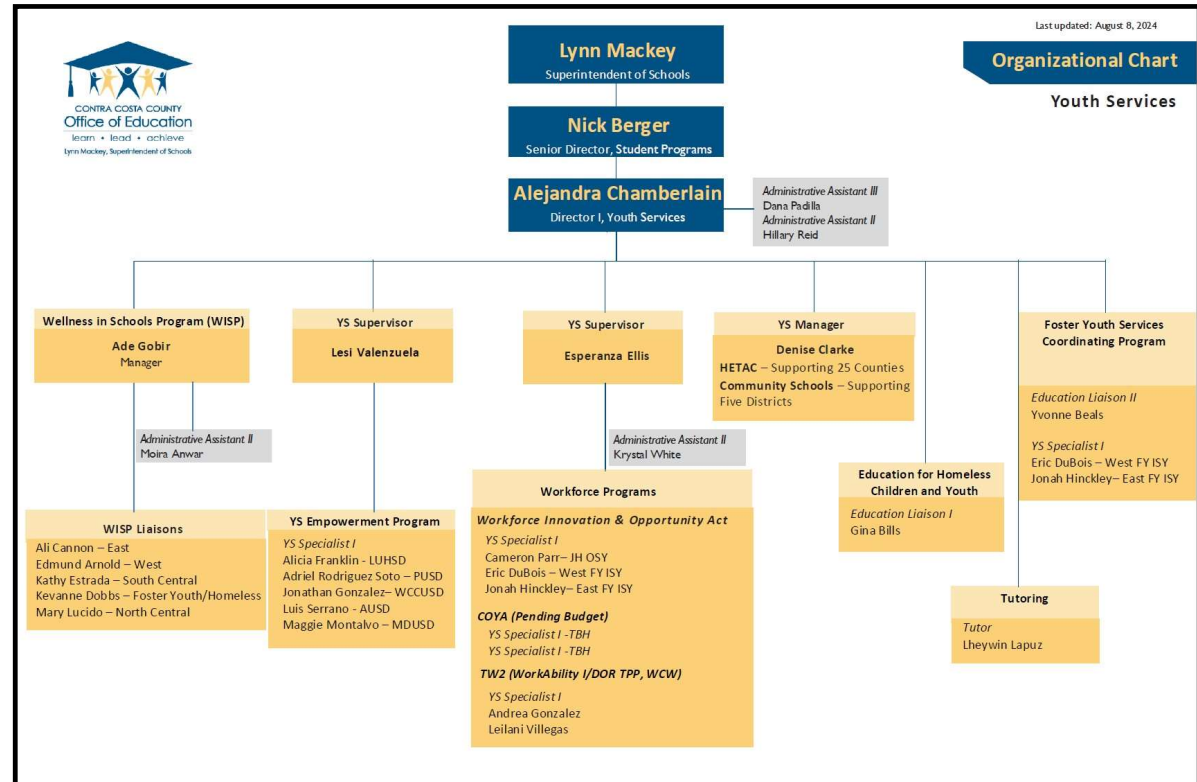 Last updated: August 8, 2024
Organizational Chart
Youth Services
CONTRA COSTA COUNTY
Office of Education
learn • lead • achieve
Lynn Mackey, Superintendent of Schools
Lynn Mackey
Superintendent of Schools
Nick Berger
Senior Director, Student Programs
Alejandra Chamberlain
Director I, Youth Services
Administrative Assistant III
Dana Padilla
Administrative Assistant II
Hillary Reid
Wellness in Schools Program (WISP)
Ade Gobir
Manager
Administrative Assistant II
Moira Anwar
WISP Liaisons
Ali Cannon – East
Edmund Arnold – West
Kathy Estrada – South Central
Kevanne Dobbs – Foster Youth/Homeless
Mary Lucido – North Central
YS Supervisor
Lesi Valenzuela
YS Empowerment Program
YS Specialist I
Alicia Franklin - LUHSD
Adriel Rodriguez Soto – PUSD
Jonathan Gonzalez– WCCUSD
Luis Serrano - AUSD
Maggie Montalvo – MDUSD
YS Supervisor
Esperanza Ellis
Administrative Assistant II
Krystal White
Workforce Programs
Workforce Innovation & Opportunity Act
YS Specialist I
Cameron Parr– JH OSY
Eric DuBois – West FY ISY
Jonah Hinckley– East FY ISY
COYA (Pending Budget)
YS Specialist I -TBH
YS Specialist I -TBH
TW2 (WorkAbility I/DOR TPP, WCW)
YS Specialist I
Andrea Gonzalez
Leilani Villegas
YS Manager
Denise Clarke
HETAC – Supporting 25 Counties
Community Schools – Supporting
Five Districts
Education for Homeless
Children and Youth
Education Liaison I
Gina Bills
Tutoring
Tutor
Lheywin Lapuz
Foster Youth Services
Coordinating Program
Education Liaison II
Yvonne Beals
YS Specialist I
Eric DuBois – West FY ISY
Jonah Hinckley– East FY ISY